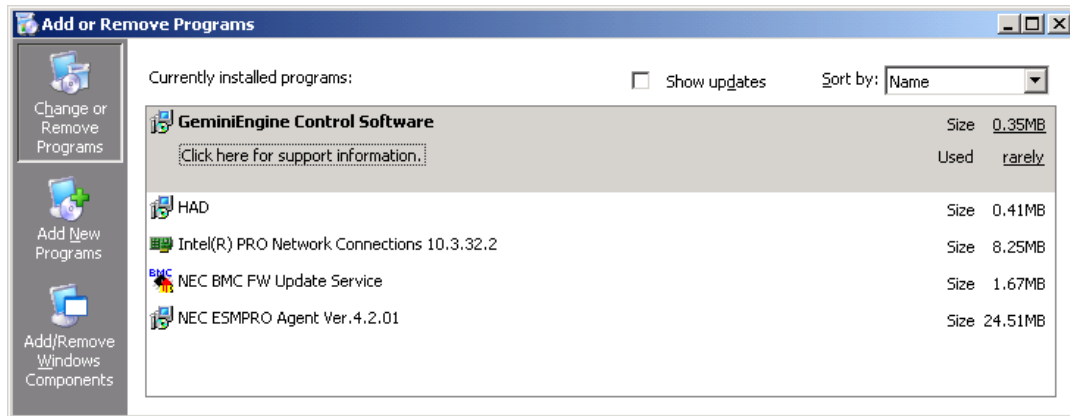 Add or Remove Programs
Change or
Remove
Programs
Add New
Programs
Add/Remove
Windows
Components
Currently installed programs:
Show updates
Sort by: Name
GeminiEngine Control Software
Size 0.35MB
Click here for support information.
Used rarely
HAD
Size 0.41MB
Intel(R) PRO Network Connections 10.3.32.2
Size 8.25MB
BMC
NEC BMC FW Update Service
Size 1.67MB
NEC ESMPRO Agent Ver.4.2.01
Size 24.51MB